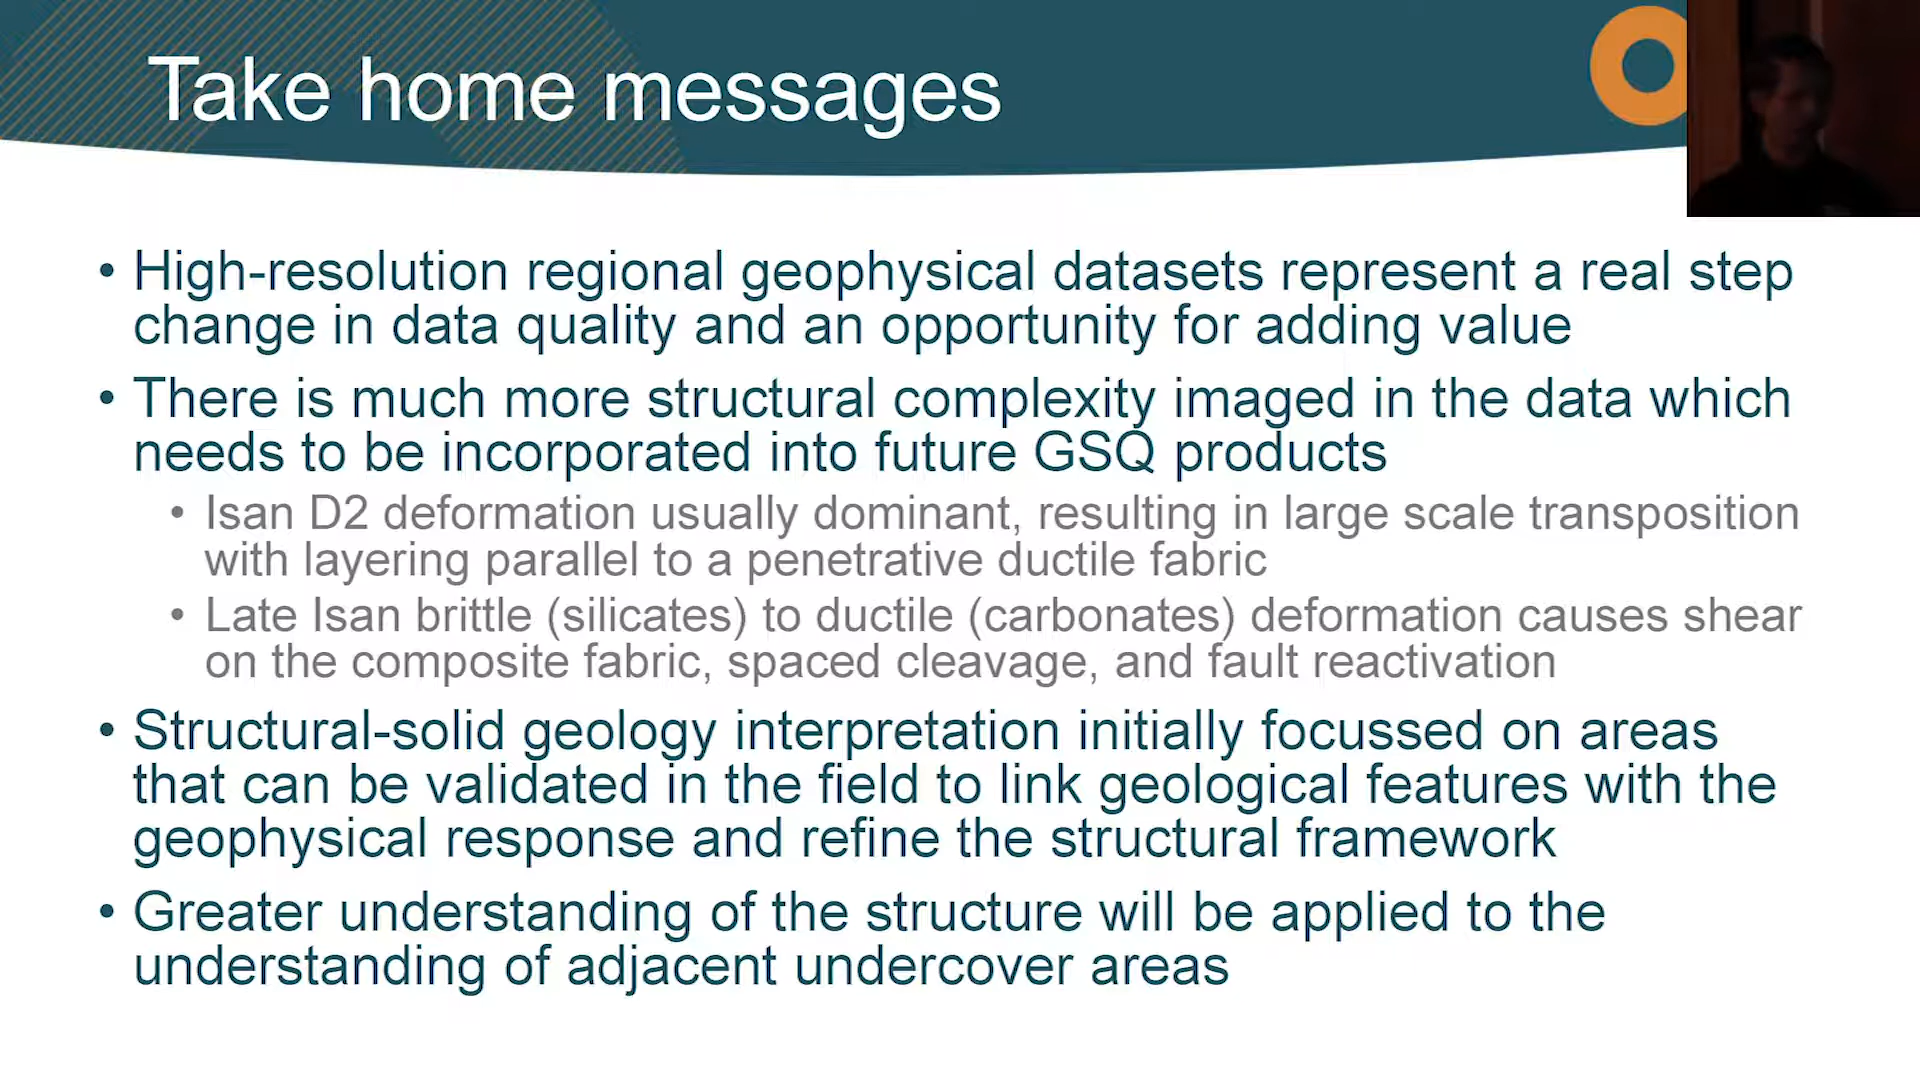 Take home messages
• High-resolution regional geophysical datasets represent a real step
change in data quality and an opportunity for adding value
• There is much more structural complexity imaged in the data which
needs to be incorporated into future GSQ products
• Isan D2 deformation usually dominant, resulting in large scale transposition
with layering parallel to a penetrative ductile fabric
• Late Isan brittle (silicates) to ductile (carbonates) deformation causes shear
on the composite fabric, spaced cleavage, and fault reactivation
• Structural-solid geology interpretation initially focussed on areas
that can be validated in the field to link geological features with the
geophysical response and refine the structural framework
• Greater understanding of the structure will be applied to the
understanding of adjacent undercover areas